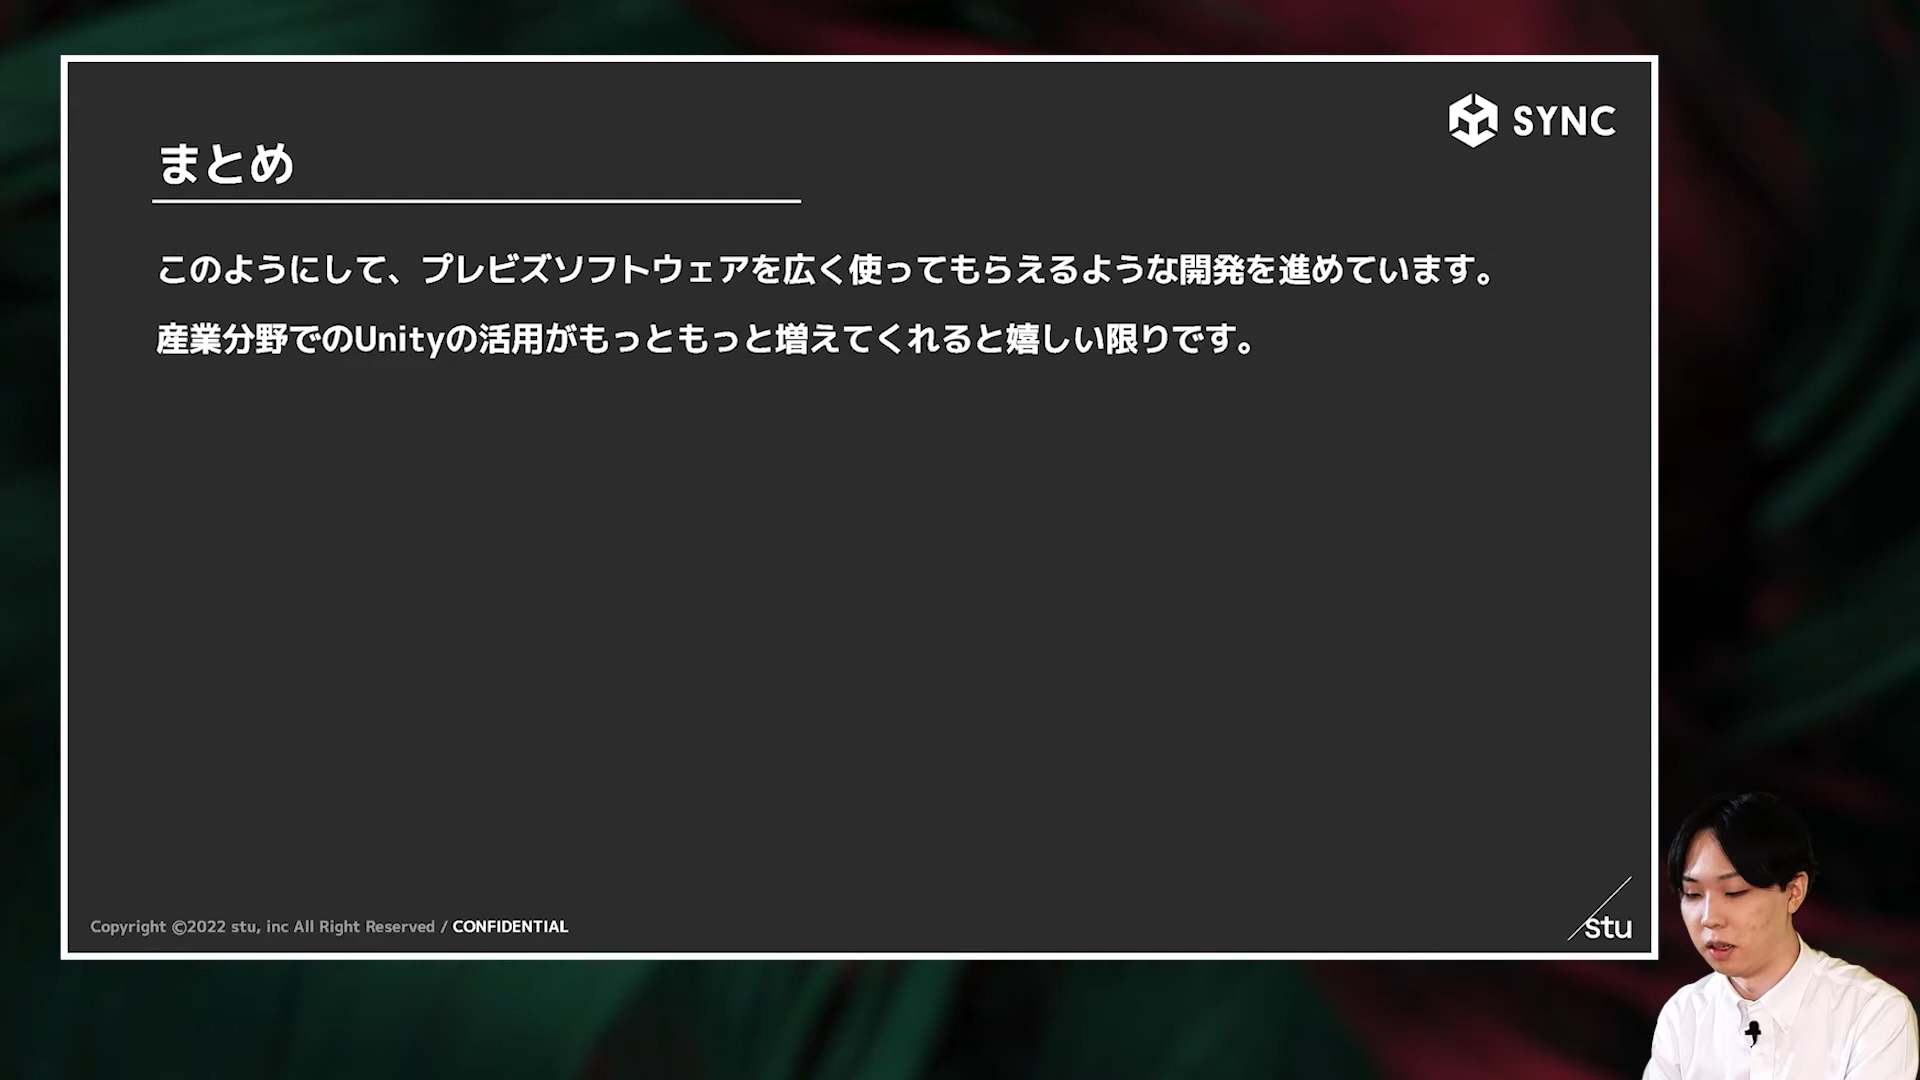 SYNC
まとめ
このようにして、プレビズソフトウェアを広く使ってもらえるような開発を進めています。
産業分野でのUnityの活用がもっともっと増えてくれると嬉しい限りです。
Copyright ©2022 stu, inc All Right Reserved / CONFIDENTIAL
stu